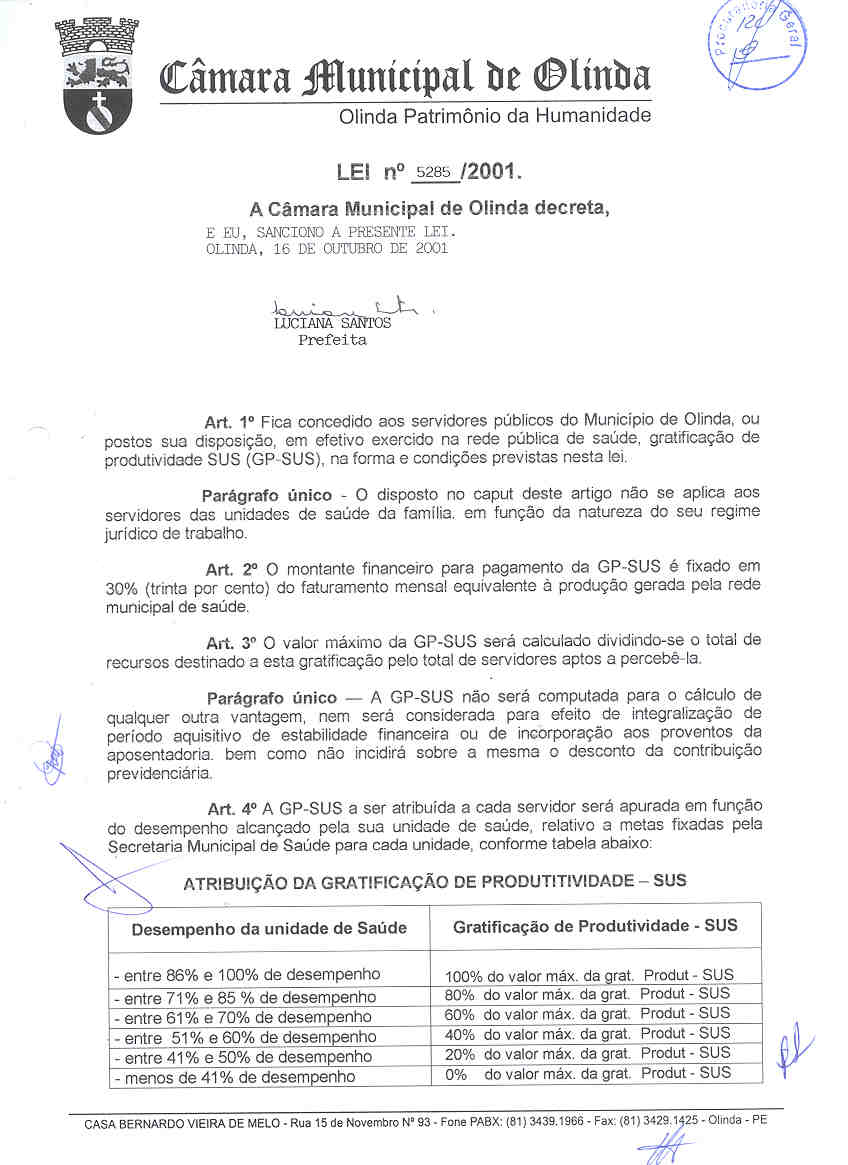 Procuradoria Geral
120
Câmara Municipal de Olinda
Olinda Patrimônio da Humanidade
LEI nº 5285 /2001.
A Câmara Municipal de Olinda decreta,
E EU, SANCIONO A PRESENTE LEI.
OLINDA, 16 DE OUTUBRO DE 2001
LUCIANA SANTOS
Prefeita
Art. 1º Fica concedido aos servidores públicos do Município de Olinda, ou
postos sua disposição, em efetivo exercido na rede pública de saúde, gratificação de
produtividade SUS (GP-SUS), na forma e condições previstas nesta lei.
Parágrafo único - O disposto no caput deste artigo não se aplica aos
servidores das unidades de saúde da família. em função da natureza do seu regime
jurídico de trabalho.
Art. 2º O montante financeiro para pagamento da GP-SUS é fixado em
30% (trinta por cento) do faturamento mensal equivalente à produção gerada pela rede
municipal de saúde.
Art. 3º O valor máximo da GP-SUS será calculado dividindo-se o total de
recursos destinado a esta gratificação pelo total de servidores aptos a percebê-la.
Parágrafo único — A GP-SUS não será computada para o cálculo de
qualquer outra vantagem, nem será considerada para efeito de integralização de
período aquisitivo de estabilidade financeira ou de incorporação aos proventos da
aposentadoria. bem como não incidirá sobre a mesma o desconto da contribuição
previdenciária.
Art. 4º A GP-SUS a ser atribuída a cada servidor será apurada em função
do desempenho alcançado pela sua unidade de saúde, relativo a metas fixadas pela
Secretaria Municipal de Saúde para cada unidade, conforme tabela abaixo:
ATRIBUIÇÃO DA GRATIFICAÇÃO DE PRODUTITIVIDADE – SUS
Desempenho da unidade de Saúde Gratificação de Produtividade - SUS
- entre 86% e 100% de desempenho 100% do valor máx. da grat. Produt - SUS
- entre 71% e 85 % de desempenho 80% do valor máx. da grat. Produt - SUS
- entre 61% e 70% de desempenho 60% do valor máx. da grat. Produt - SUS
- entre 51% e 60% de desempenho 40% do valor máx. da grat. Produt - SUS
- entre 41% e 50% de desempenho 20% do valor máx. da grat. Produt - SUS
- menos de 41% de desempenho 0% do valor máx. da grat. Produt - SUS
CASA BERNARDO VIEIRA DE MELO - Rua 15 de Novembro Nº 93 - Fone PABX: (81) 3439.1966 - Fax: (81) 3429.1425 - Olinda - PE